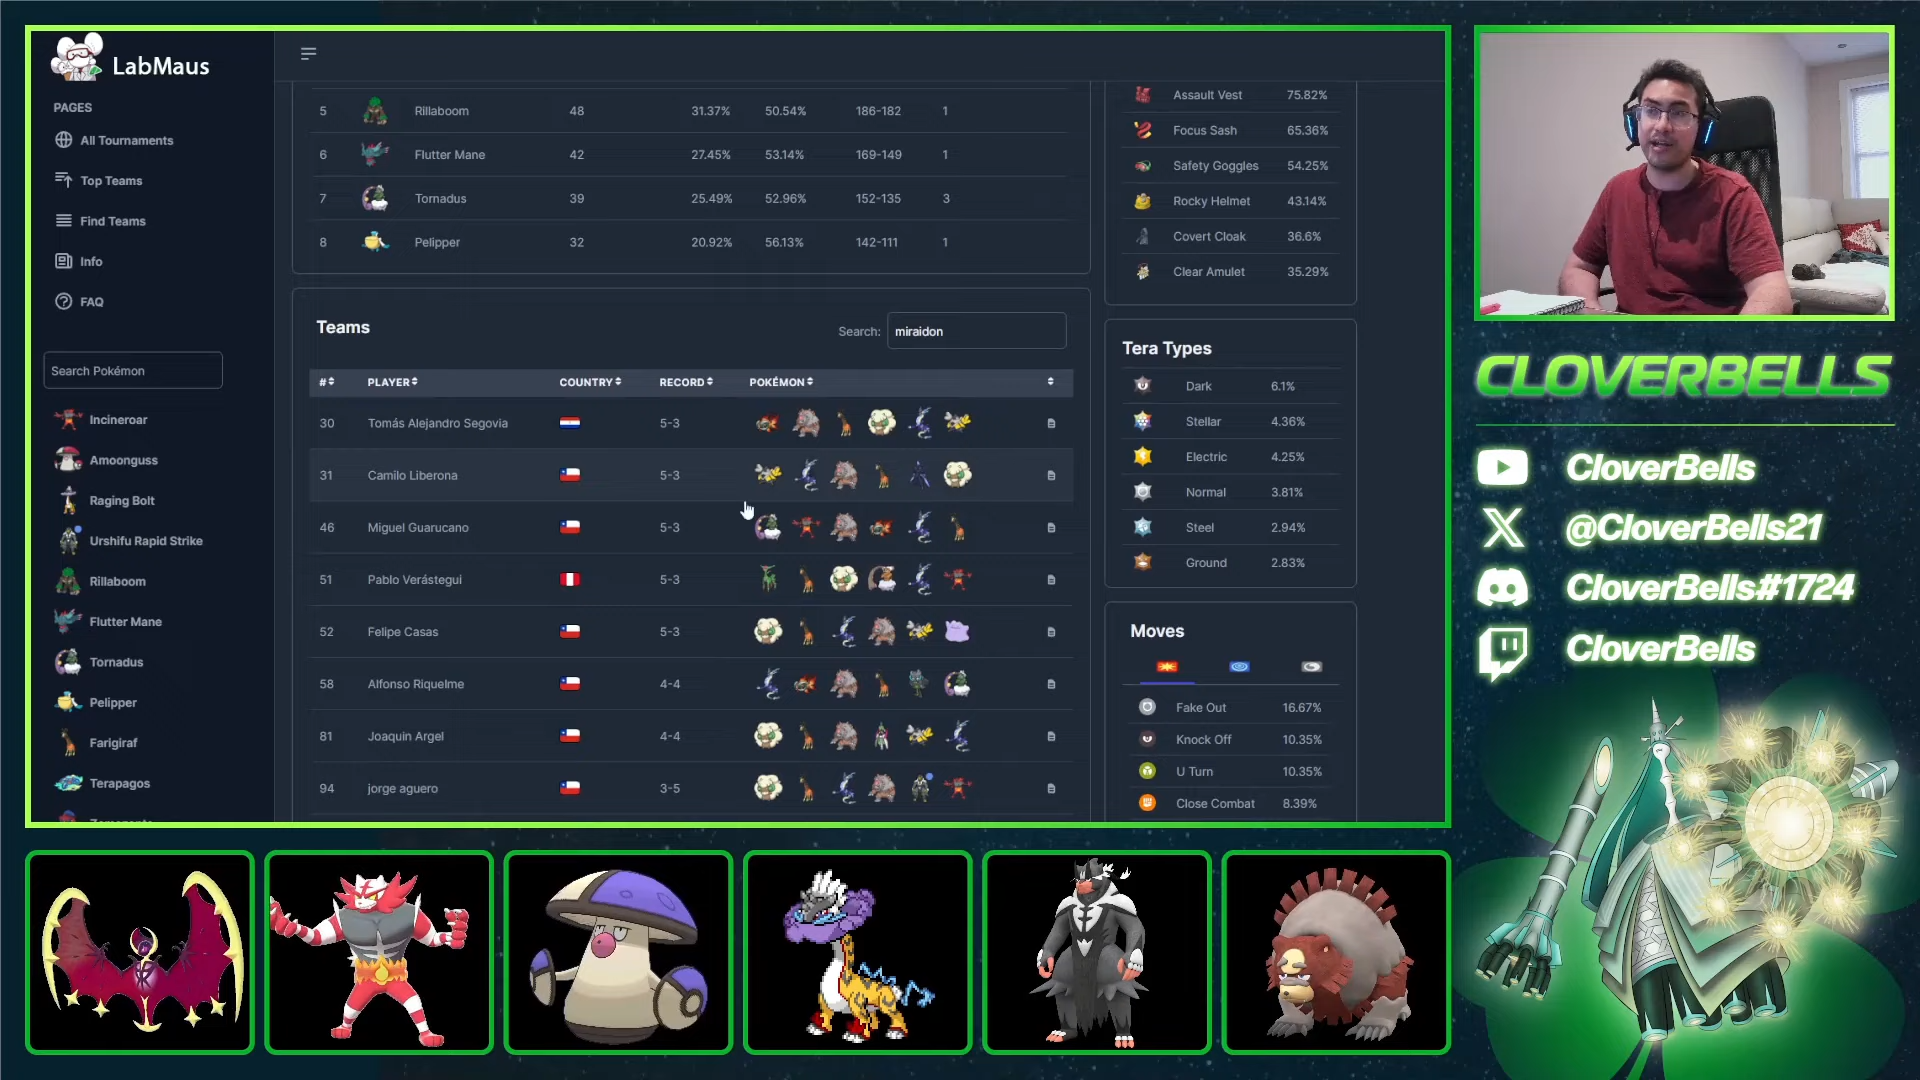 LabMaus
PAGES
All Tournaments
Top Teams
Find Teams
Info
FAQ
Search Pokémon
Incineroar
Amoonguss
Raging Bolt
Urshifu Rapid Strike
Rillaboom
Flutter Mane
Tornadus
Pelipper
Farigiraf
Terapagos
5 Rillaboom 48 31.37% 50.54% 186-182 1
6 Flutter Mane 42 27.45% 53.14% 169-149 1
7 Tornadus 39 25.49% 52.96% 152-135 3
8 Pelipper 32 20.92% 56.13% 142-111 1
Teams
Search: miraidon
# PLAYER COUNTRY RECORD POKÉMON
30 Tomás Alejandro Segovia 5-3
31 Camilo Liberona 5-3
46 Miguel Guarucano 5-3
51 Pablo Verástegui 5-3
52 Felipe Casas 5-3
58 Alfonso Riquelme 4-4
81 Joaquin Argel 4-4
94 jorge aguero 3-5
Assault Vest 75.82%
Focus Sash 65.36%
Safety Goggles 54.25%
Rocky Helmet 43.14%
Covert Cloak 36.6%
Clear Amulet 35.29%
Tera Types
Dark 6.1%
Stellar 4.36%
Electric 4.25%
Normal 3.81%
Steel 2.94%
Ground 2.83%
Moves
Fake Out 16.67%
Knock Off 10.35%
U Turn 10.35%
Close Combat 8.39%
CLOVERBELLS
CloverBells
@CloverBells21
CloverBells#1724
CloverBells